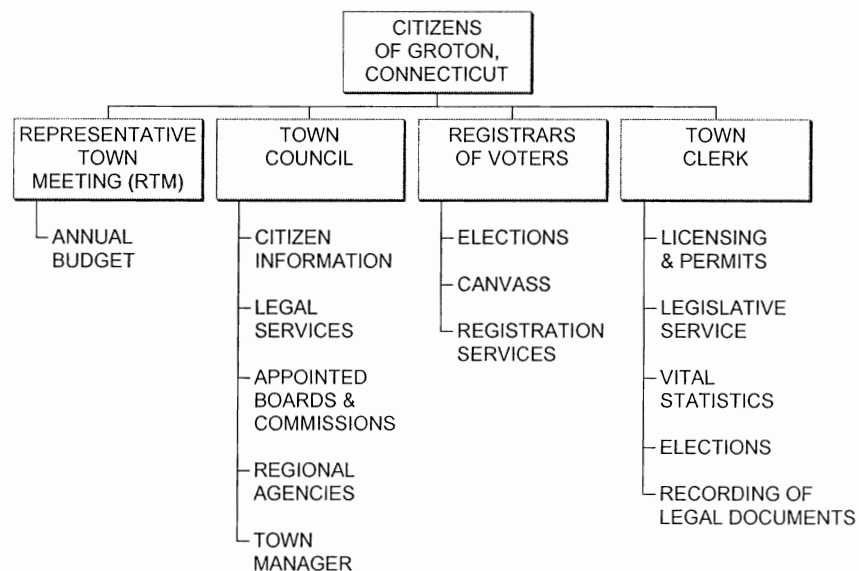 CITIZENS
OF GROTON,
CONNECTICUT
REPRESENTATIVE
TOWN
MEETING (RTM)
ANNUAL
BUDGET
TOWN
COUNCIL
CITIZEN
INFORMATION
LEGAL
SERVICES
APPOINTED
BOARDS &
COMMISSIONS
REGIONAL
AGENCIES
TOWN
MANAGER
REGISTRARS
OF VOTERS
ELECTIONS
CANVASS
REGISTRATION
SERVICES
TOWN
CLERK
LICENSING
& PERMITS
LEGISLATIVE
SERVICE
VITAL
STATISTICS
ELECTIONS
RECORDING OF
LEGAL DOCUMENTS